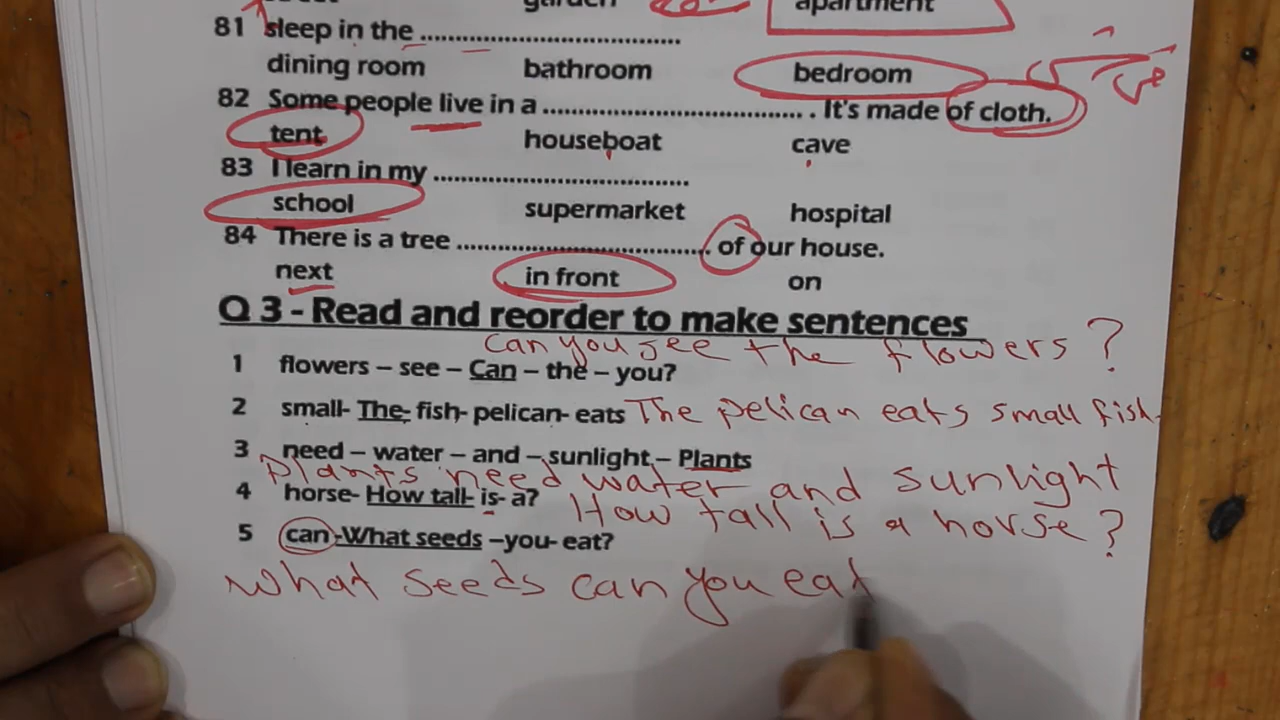 garden apartment
81 sleep in the ........................................
dining room bathroom bedroom
82 Some people live in a ........................................ . It's made of cloth.
tent houseboat cave
83 I learn in my ........................................
school supermarket hospital
84 There is a tree ........................................ of our house.
next in front on
Q 3 - Read and reorder to make sentences
can you see the flowers ?
1 flowers – see – Can – the – you?
2 small- The- fish- pelican- eats The pelican eats small fish.
3 need – water – and – sunlight – Plants
Plants need water and sunlight
4 horse- How tall- is- a? How tall is a horse ?
5 can -What seeds –you- eat?
What seeds can you eat